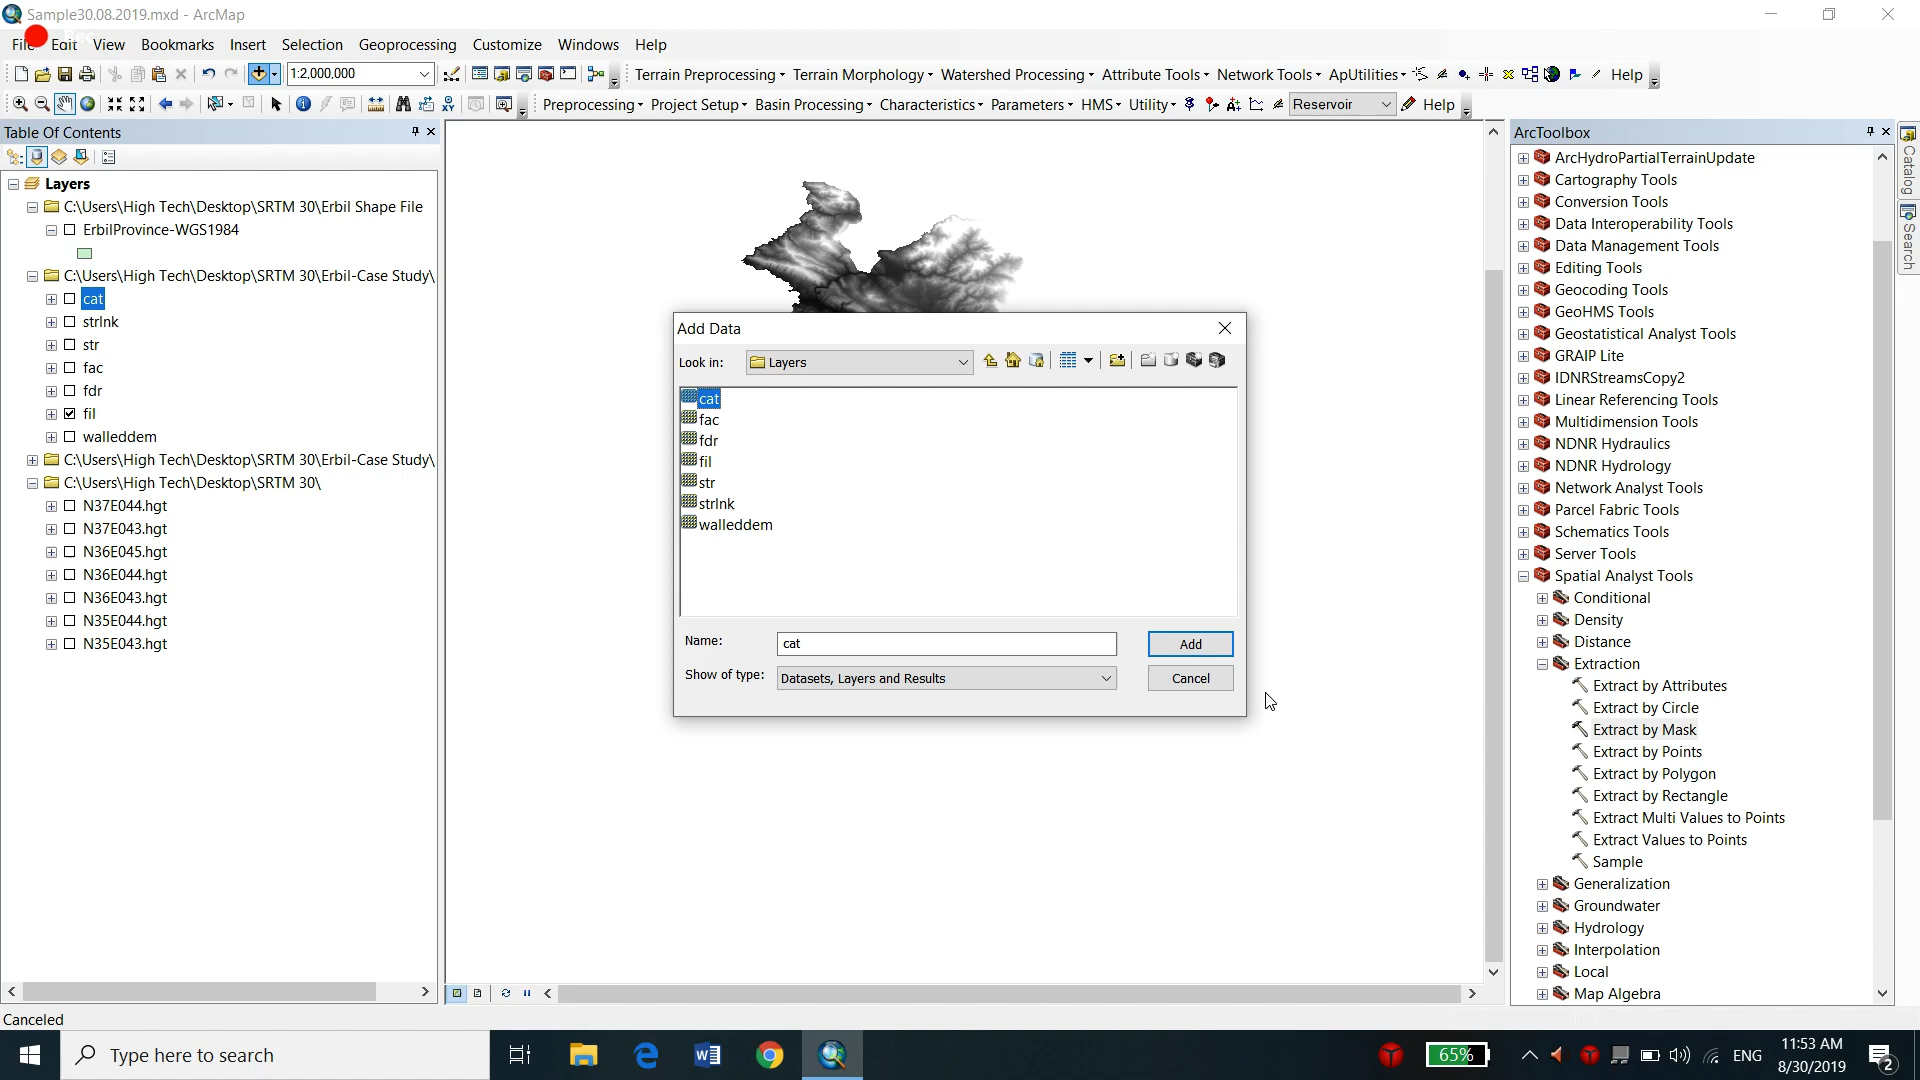 Sample30.08.2019.mxd - ArcMap
File Edit View Bookmarks Insert Selection Geoprocessing Customize Windows Help
1:2,000,000
Terrain Preprocessing Terrain Morphology Watershed Processing Attribute Tools Network Tools ApUtilities Help
Preprocessing Project Setup Basin Processing Characteristics Parameters HMS Utility Reservoir Help
Table Of Contents
Layers
C:\Users\High Tech\Desktop\SRTM 30\Erbil Shape File
ErbilProvince-WGS1984
C:\Users\High Tech\Desktop\SRTM 30\Erbil-Case Study\
cat
strlnk
str
fac
fdr
fil
walleddem
C:\Users\High Tech\Desktop\SRTM 30\Erbil-Case Study\
C:\Users\High Tech\Desktop\SRTM 30\
N37E044.hgt
N37E043.hgt
N36E045.hgt
N36E044.hgt
N36E043.hgt
N35E044.hgt
N35E043.hgt
Add Data
Look in: Layers
cat
fac
fdr
fil
str
strlnk
walleddem
Name: cat Add
Show of type: Datasets, Layers and Results Cancel
ArcToolbox
ArcHydroPartialTerrainUpdate
Cartography Tools
Conversion Tools
Data Interoperability Tools
Data Management Tools
Editing Tools
Geocoding Tools
GeoHMS Tools
Geostatistical Analyst Tools
GRAIP Lite
IDNRStreamsCopy2
Linear Referencing Tools
Multidimension Tools
NDNR Hydraulics
NDNR Hydrology
Network Analyst Tools
Parcel Fabric Tools
Schematics Tools
Server Tools
Spatial Analyst Tools
Conditional
Density
Distance
Extraction
Extract by Attributes
Extract by Circle
Extract by Mask
Extract by Points
Extract by Polygon
Extract by Rectangle
Extract Multi Values to Points
Extract Values to Points
Sample
Generalization
Groundwater
Hydrology
Interpolation
Local
Map Algebra
Catalog
Search
Canceled
Type here to search
65%
ENG
11:53 AM
8/30/2019
2